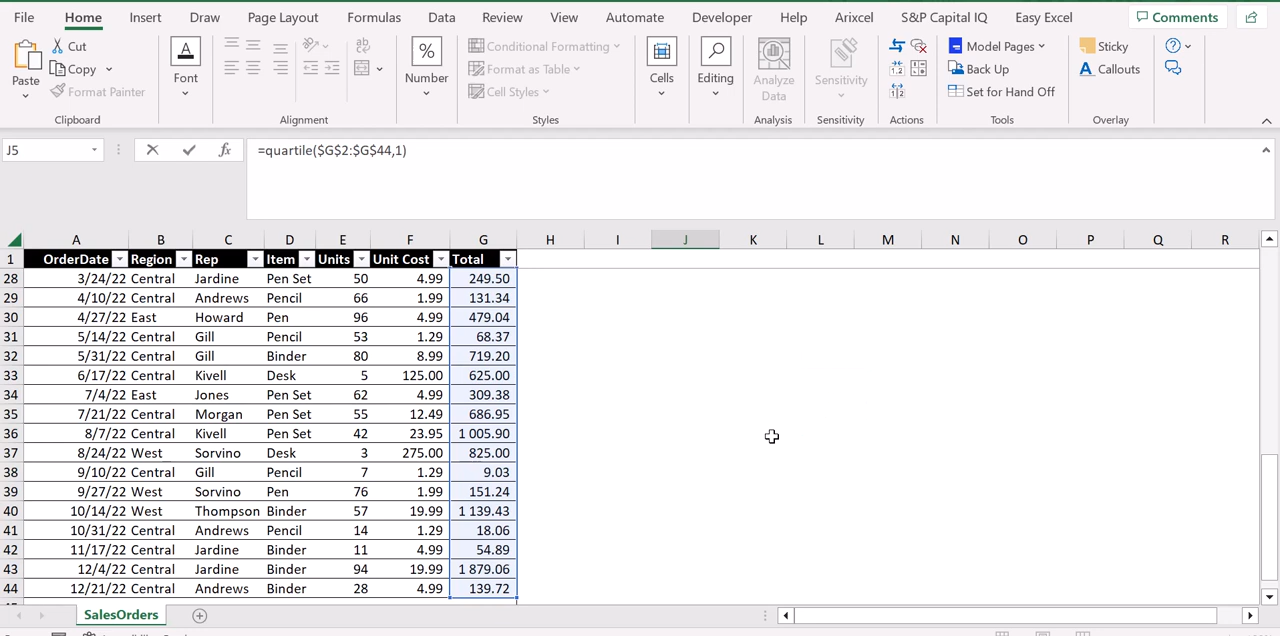 File Home Insert Draw Page Layout Formulas Data Review View Automate Developer Help Arixcel S&P Capital IQ Easy Excel Comments
Paste Cut Copy Format Painter
Clipboard
Font
Alignment
% Number
Conditional Formatting Format as Table Cell Styles
Styles
Cells
Editing
Analyze Data
Analysis
Sensitivity
Sensitivity
Actions
Model Pages Back Up Set for Hand Off
Tools
Sticky Callouts
Overlay
J5 fx =quartile($G$2:$G$44,1)
A B C D E F G H I J K L M N O P Q R
1 OrderDate Region Rep Item Units Unit Cost Total
28 3/24/22 Central Jardine Pen Set 50 4.99 249.50
29 4/10/22 Central Andrews Pencil 66 1.99 131.34
30 4/27/22 East Howard Pen 96 4.99 479.04
31 5/14/22 Central Gill Pencil 53 1.29 68.37
32 5/31/22 Central Gill Binder 80 8.99 719.20
33 6/17/22 Central Kivell Desk 5 125.00 625.00
34 7/4/22 East Jones Pen Set 62 4.99 309.38
35 7/21/22 Central Morgan Pen Set 55 12.49 686.95
36 8/7/22 Central Kivell Pen Set 42 23.95 1 005.90
37 8/24/22 West Sorvino Desk 3 275.00 825.00
38 9/10/22 Central Gill Pencil 7 1.29 9.03
39 9/27/22 West Sorvino Pen 76 1.99 151.24
40 10/14/22 West Thompson Binder 57 19.99 1 139.43
41 10/31/22 Central Andrews Pencil 14 1.29 18.06
42 11/17/22 Central Jardine Binder 11 4.99 54.89
43 12/4/22 Central Jardine Binder 94 19.99 1 879.06
44 12/21/22 Central Andrews Binder 28 4.99 139.72
SalesOrders